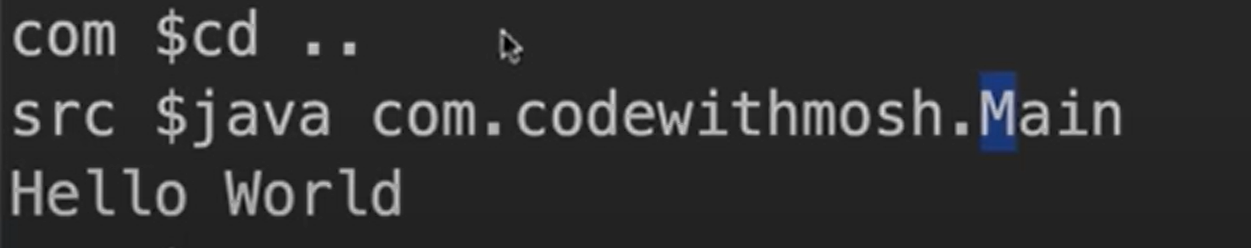 com $cd ..
src $java com.codewithmosh.Main
Hello World